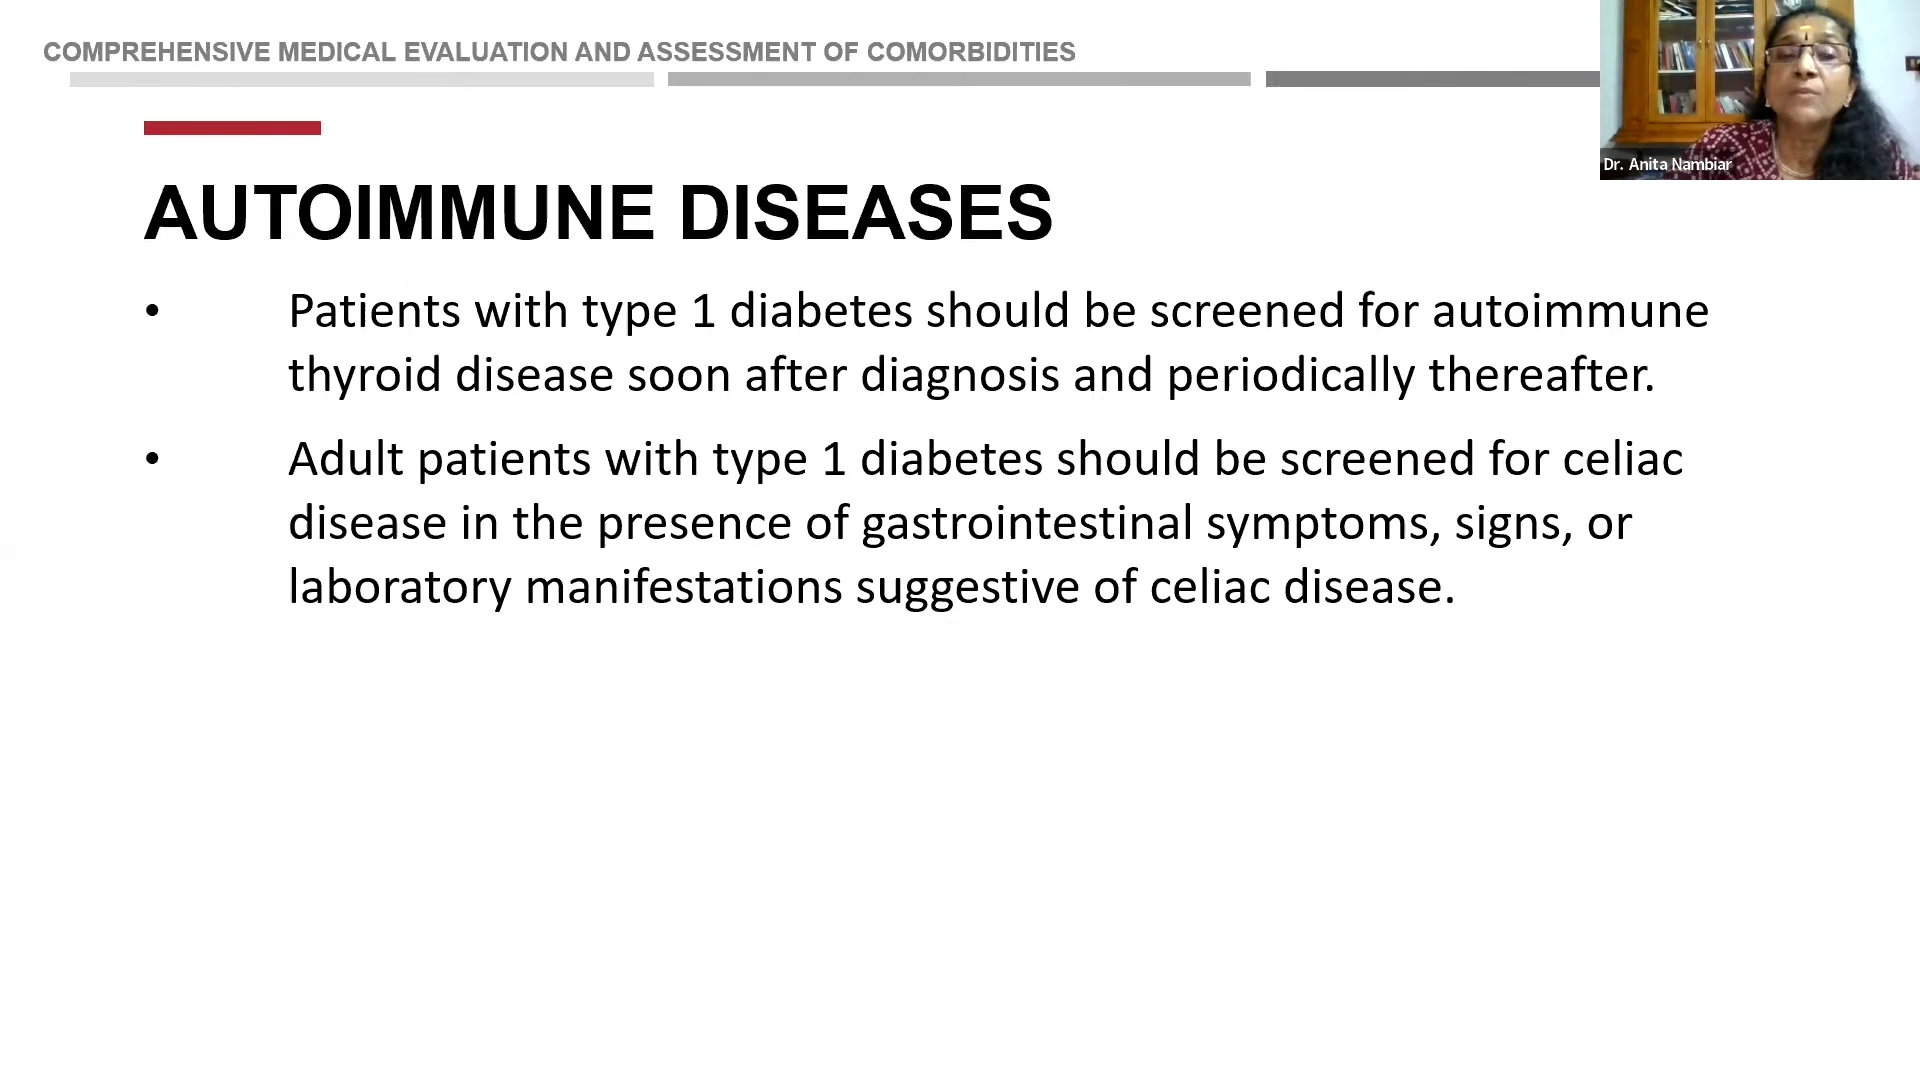 COMPREHENSIVE MEDICAL EVALUATION AND ASSESSMENT OF COMORBIDITIES
Dr. Anita Nambiar
AUTOIMMUNE DISEASES
• Patients with type 1 diabetes should be screened for autoimmune
thyroid disease soon after diagnosis and periodically thereafter.
• Adult patients with type 1 diabetes should be screened for celiac
disease in the presence of gastrointestinal symptoms, signs, or
laboratory manifestations suggestive of celiac disease.